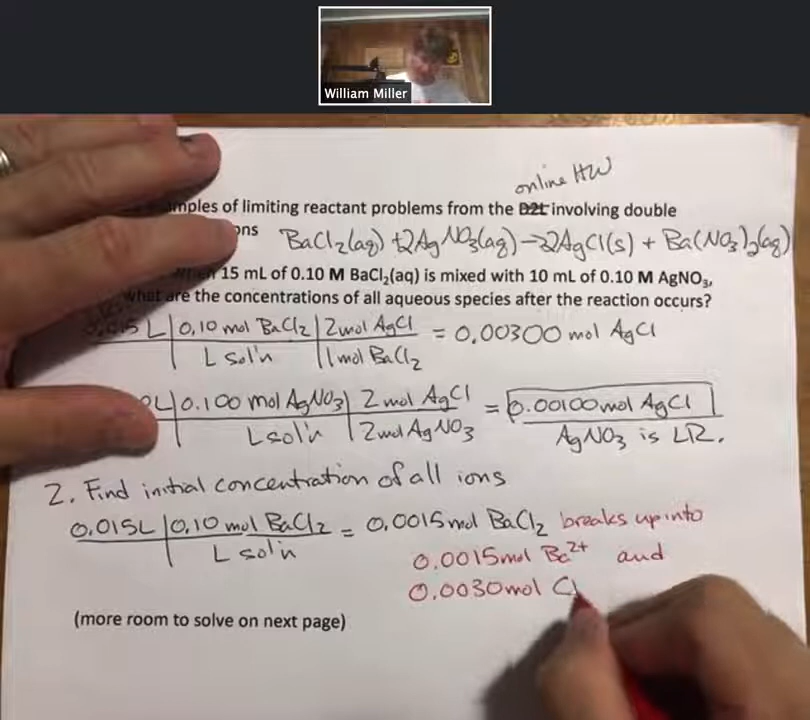 William Miller
online HW
of limiting reactant problems from the D2L involving double
BaCl₂(aq) + 2AgNO₃(aq) → 2AgCl(s) + Ba(NO₃)₂(aq)
15 mL of 0.10 M BaCl₂(aq) is mixed with 10 mL of 0.10 M AgNO₃,
what are the concentrations of all aqueous species after the reaction occurs?
0.015L | 0.10 mol BaCl₂ | 2 mol AgCl = 0.00300 mol AgCl
L sol'n | 1 mol BaCl₂
0.100 mol AgNO₃ | 2 mol AgCl = 0.00100 mol AgCl
L sol'n | 2 mol AgNO₃ AgNO₃ is LR.
2. Find initial concentration of all ions
0.015L | 0.10 mol BaCl₂ = 0.0015 mol BaCl₂ breaks up into
L sol'n
0.0015 mol Ba²⁺ and
0.0030 mol Cl
(more room to solve on next page)